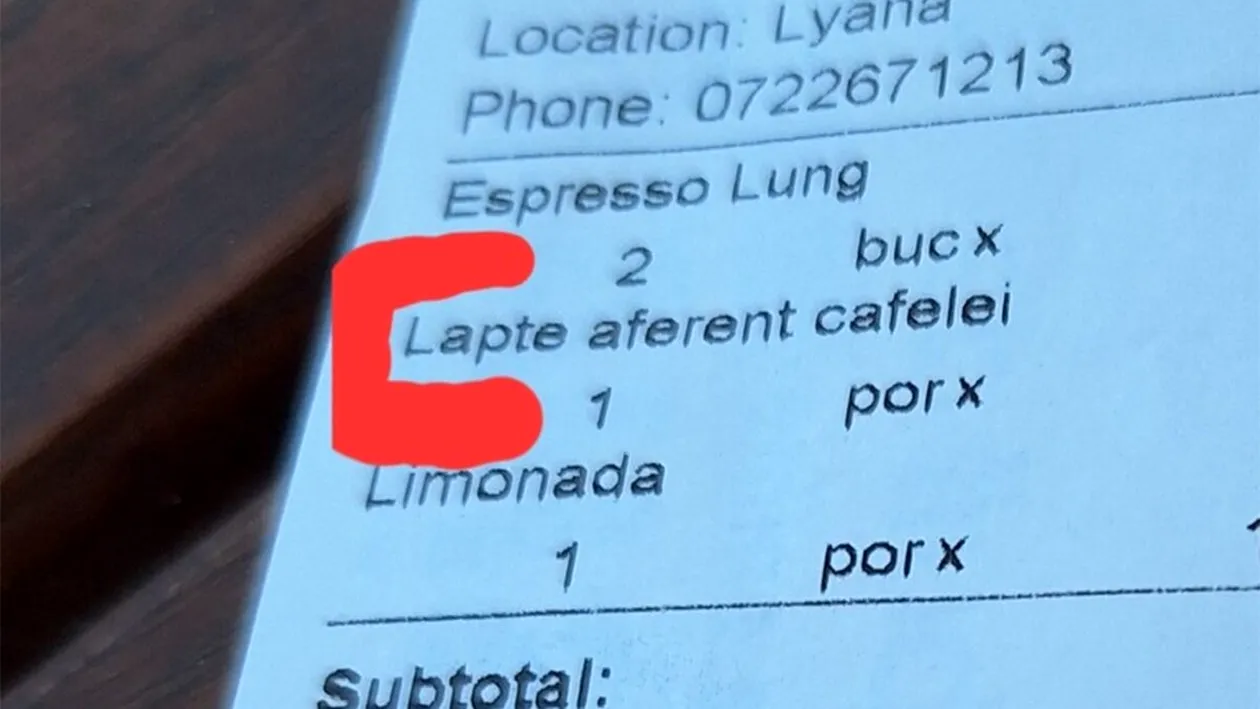 Location: Lyana
Phone: 0722671213
Espresso Lung
2 buc x
Lapte aferent cafelei
1 por x
Limonada
1 por x
Subtotal: